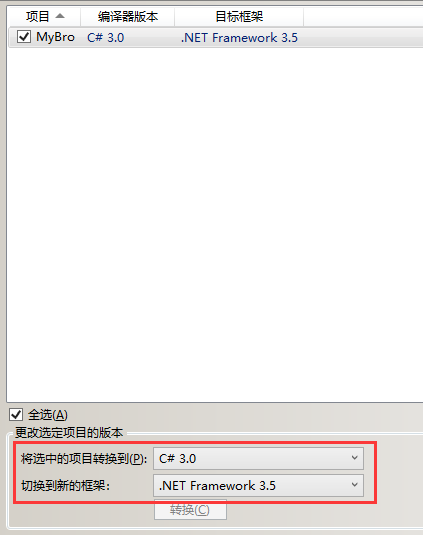 项目 编译器版本 目标框架
MyBro C# 3.0 .NET Framework 3.5
全选(A)
更改选定项目的版本
将选中的项目转换到(P): C# 3.0
切换到新的框架: .NET Framework 3.5
转换(C)